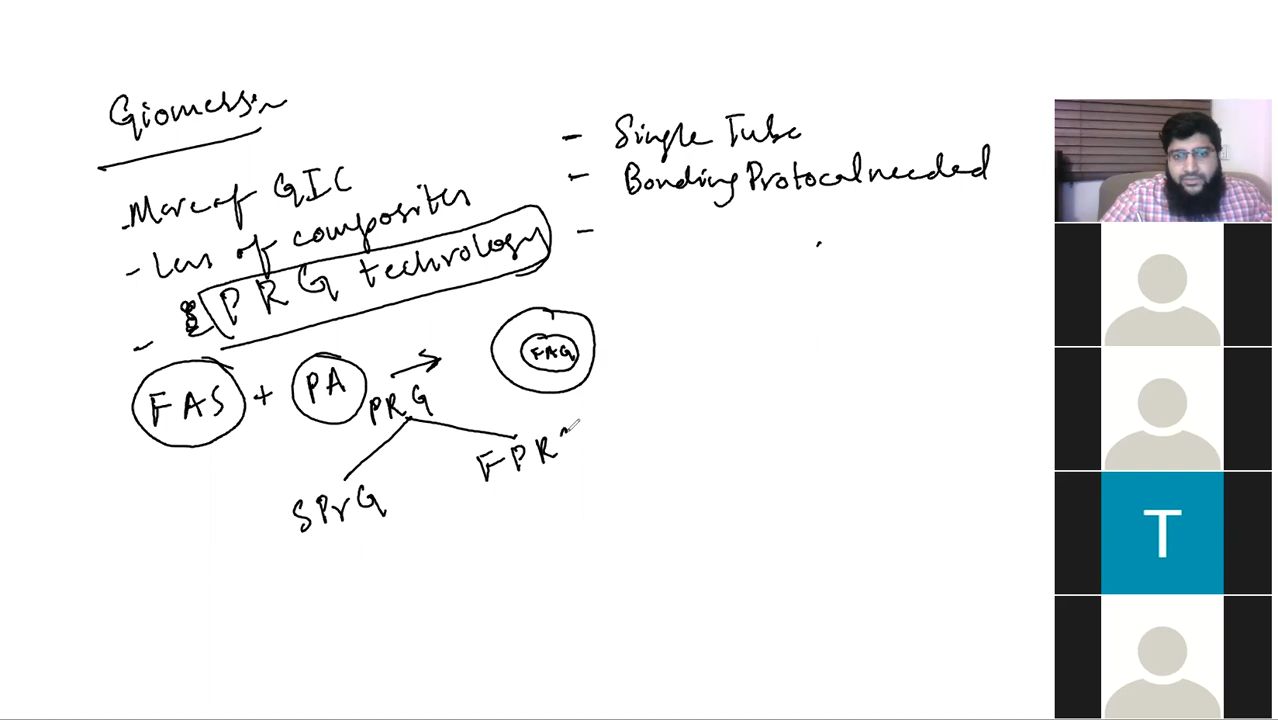 Giomers
- More of GIC
- Less of composites
- PRG technology
FAS + PA PRG → FAG
SPrG FPR
- Single Tube
- Bonding Protocal needed
-
T